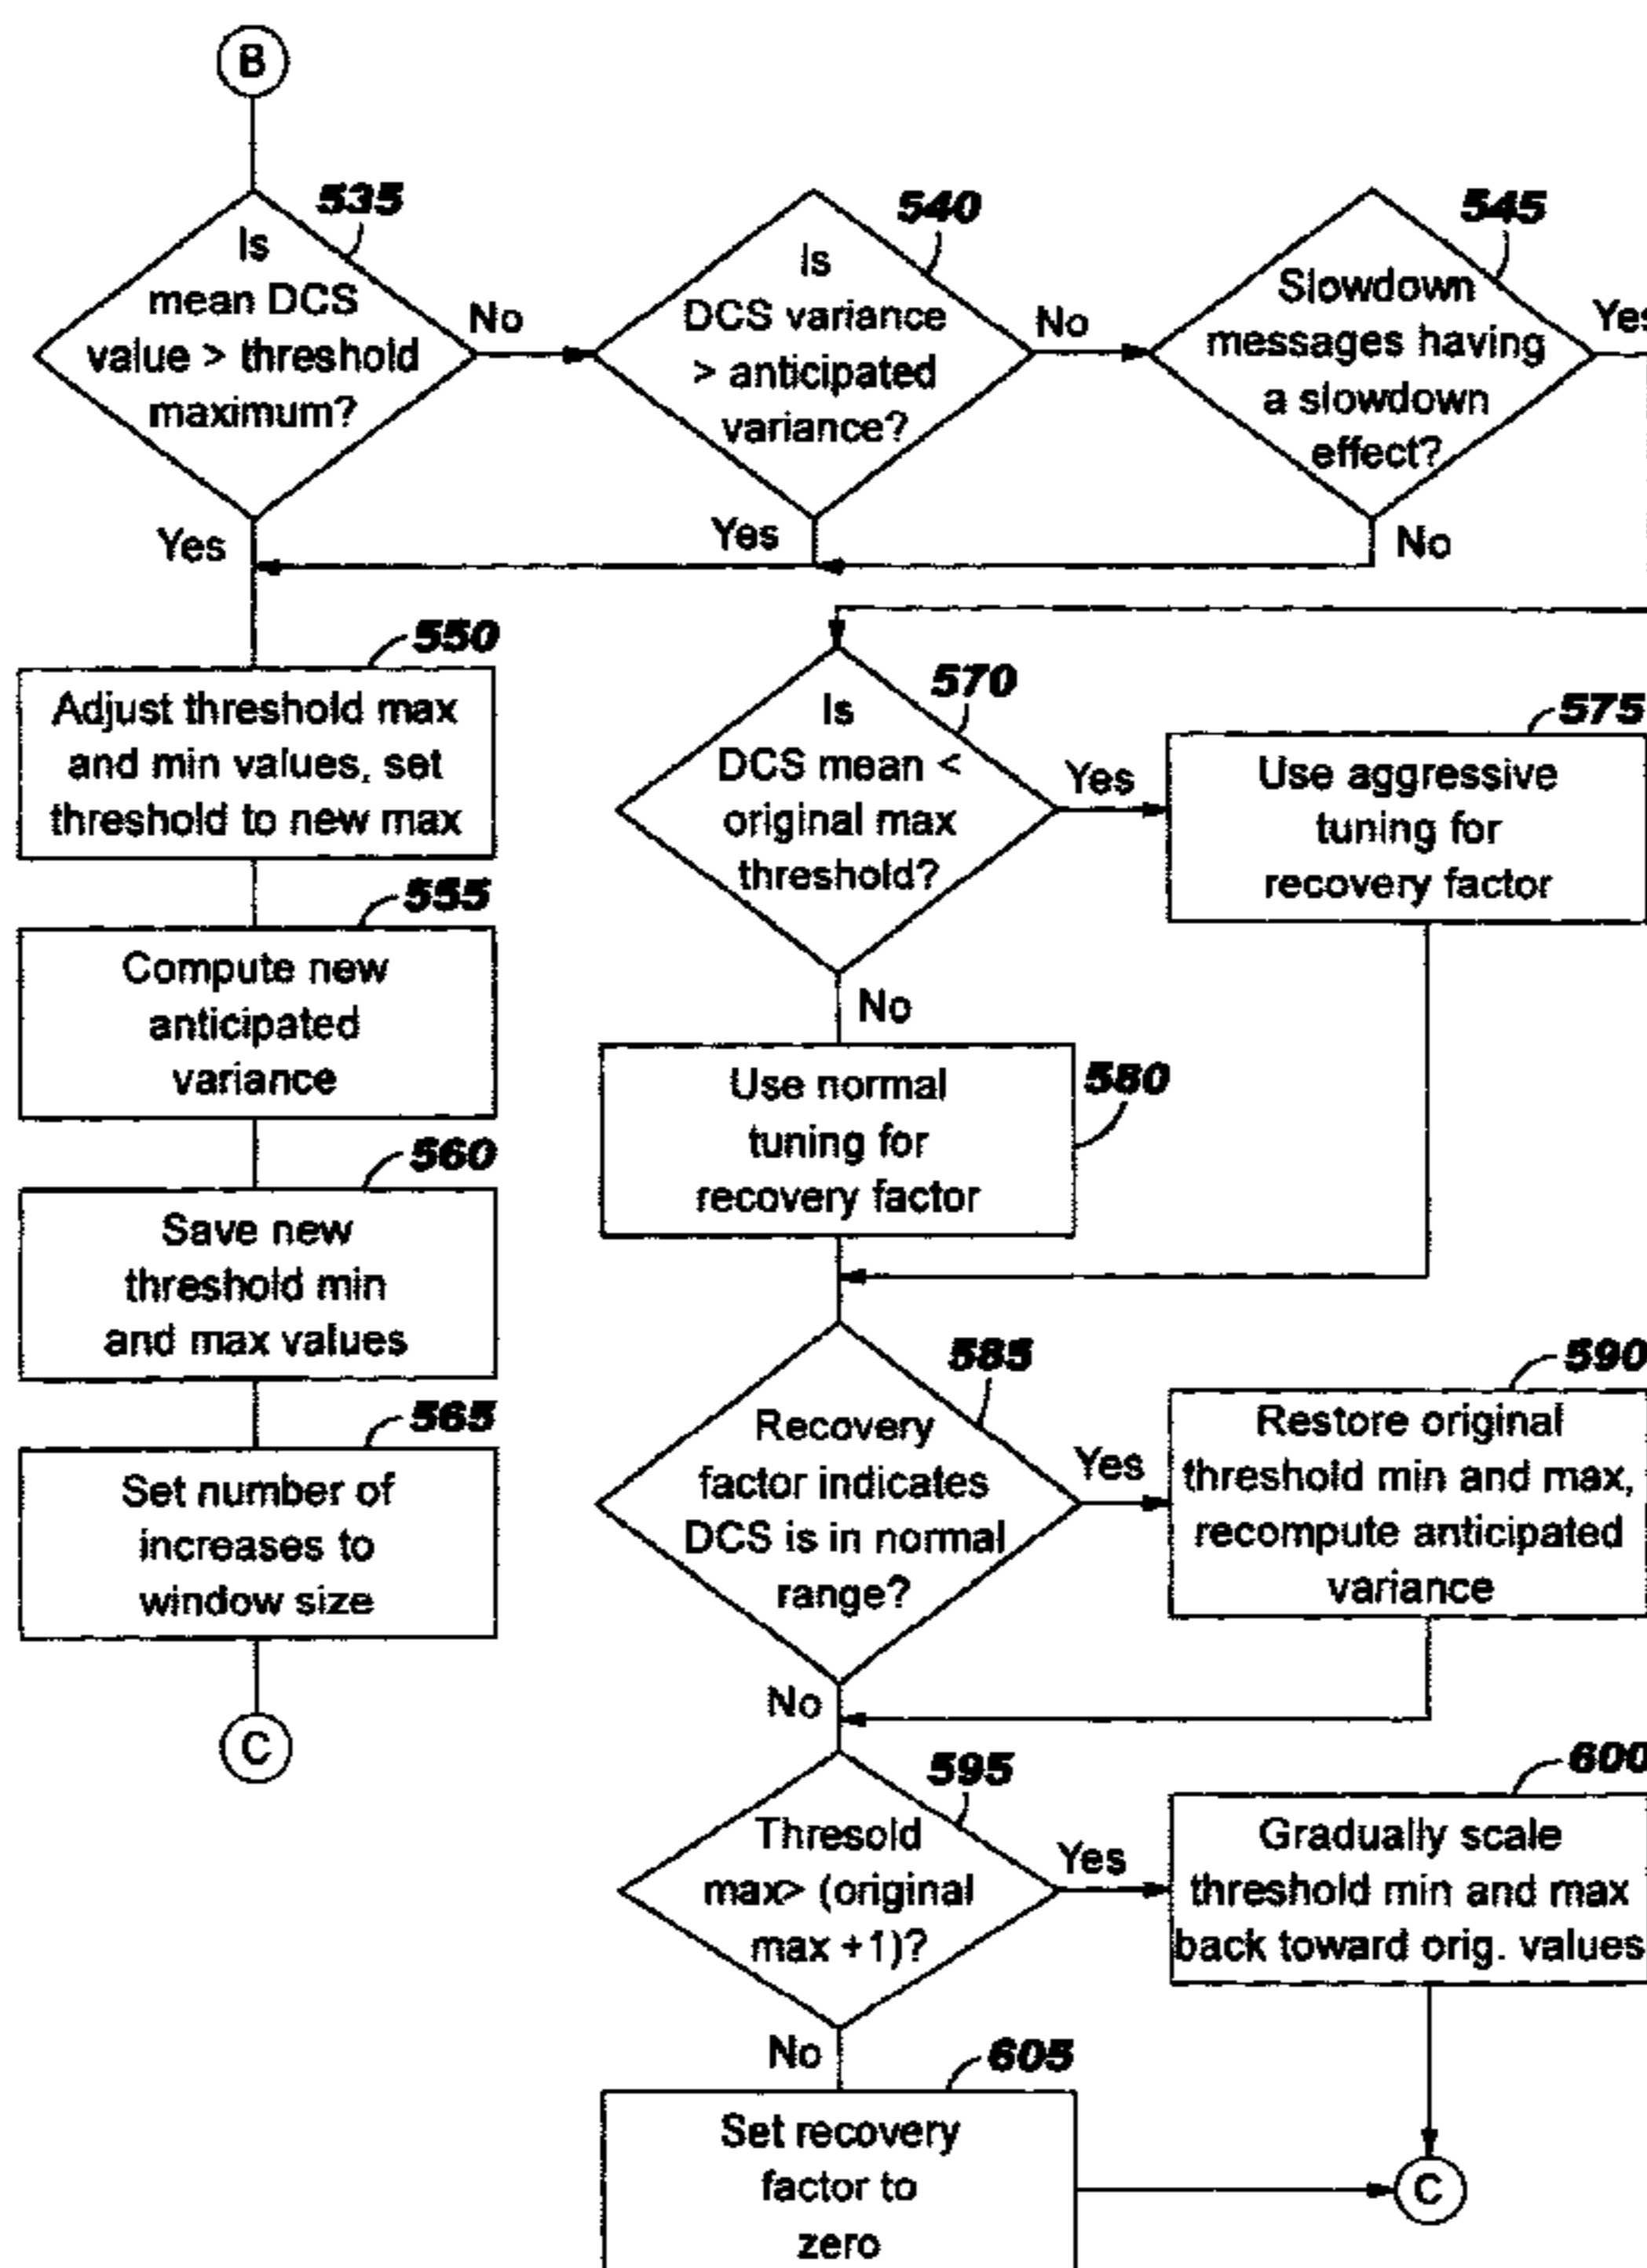 B
535
Is
mean DCS
value > threshold
maximum?
No
Yes
540
Is
DCS variance
> anticipated
variance?
No
Yes
545
Slowdown
messages having
a slowdown
effect?
Yes
No
550
Adjust threshold max
and min values, set
threshold to new max
555
Compute new
anticipated
variance
560
Save new
threshold min
and max values
565
Set number of
increases to
window size
C
570
Is
DCS mean <
original max
threshold?
Yes
No
575
Use aggressive
tuning for
recovery factor
580
Use normal
tuning for
recovery factor
585
Recovery
factor indicates
DCS is in normal
range?
Yes
No
590
Restore original
threshold min and max,
recompute anticipated
variance
595
Thresold
max> (original
max +1)?
Yes
No
600
Gradually scale
threshold min and max
back toward orig. values
605
Set recovery
factor to
zero
C